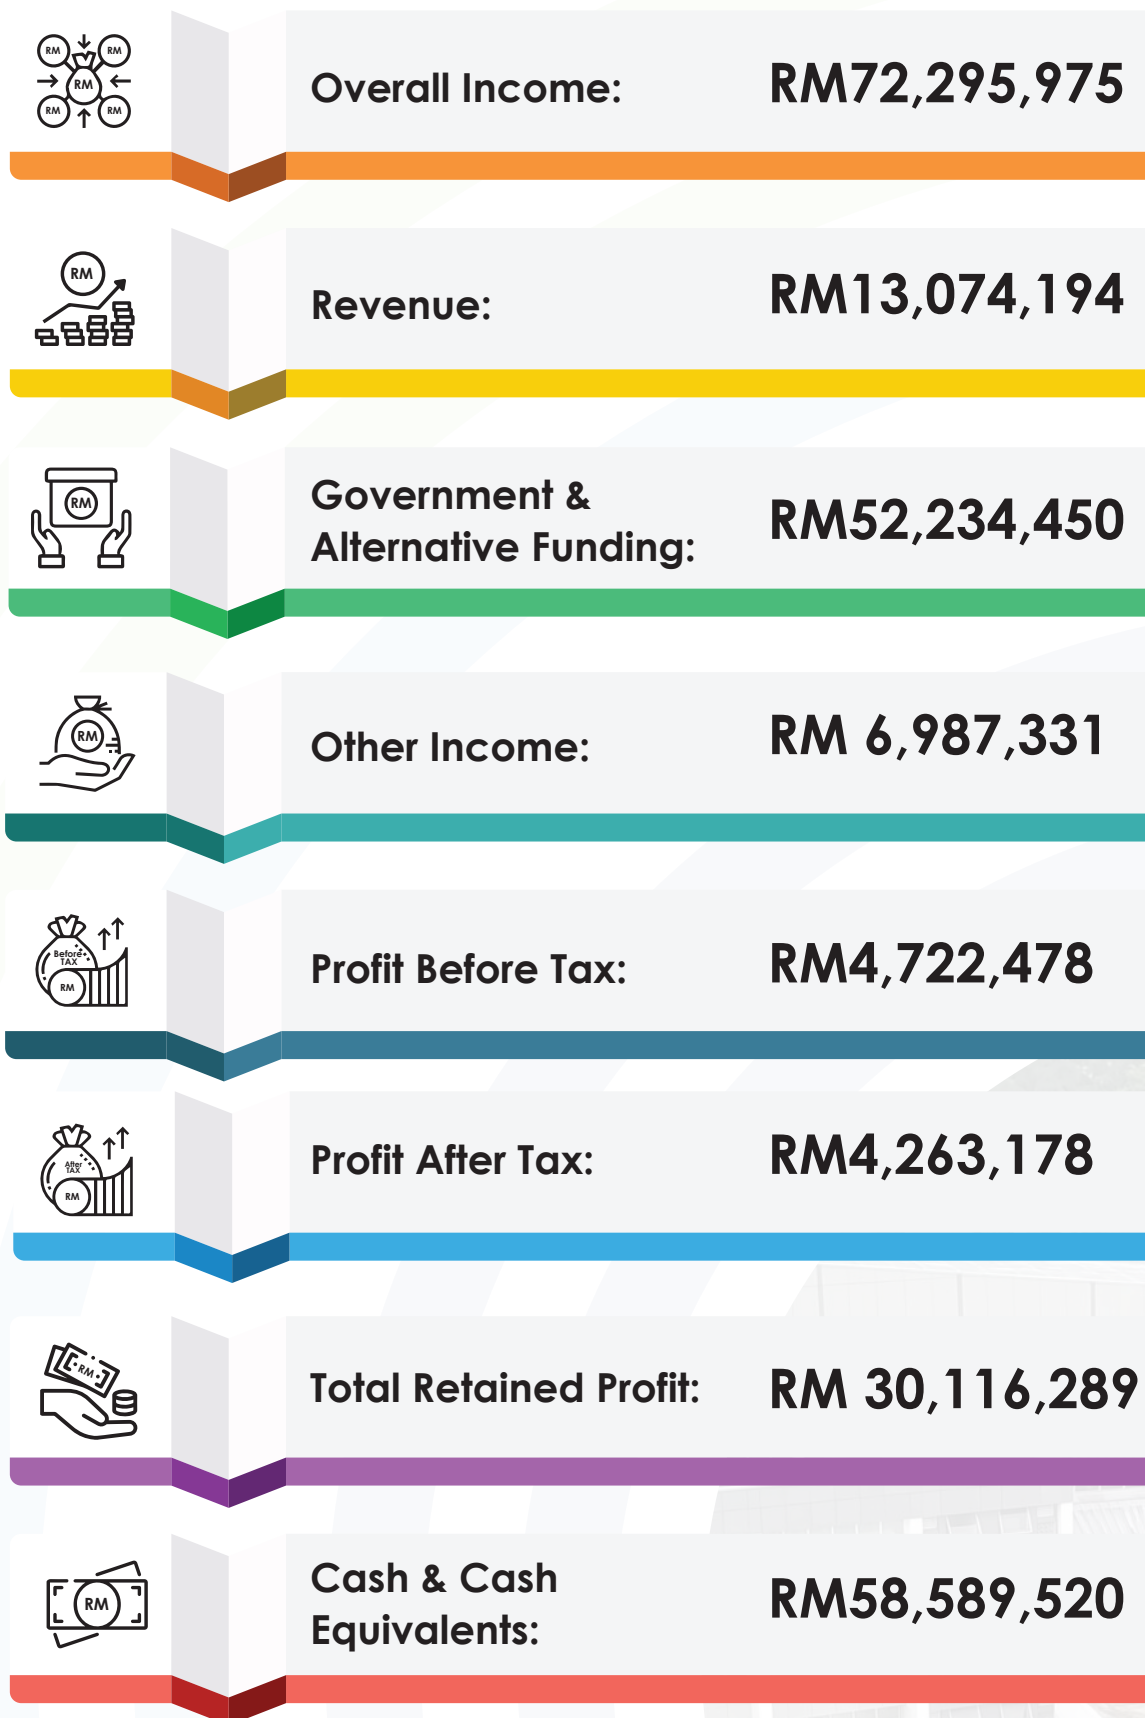 RM RM
RM
RM RM
Overall Income: RM72,295,975
RM
Revenue: RM13,074,194
RM
Government &
Alternative Funding: RM52,234,450
RM
Other Income: RM 6,987,331
Before
TAX
RM
Profit Before Tax: RM4,722,478
After
TAX
RM
Profit After Tax: RM4,263,178
RM
Total Retained Profit: RM 30,116,289
RM
Cash & Cash
Equivalents: RM58,589,520